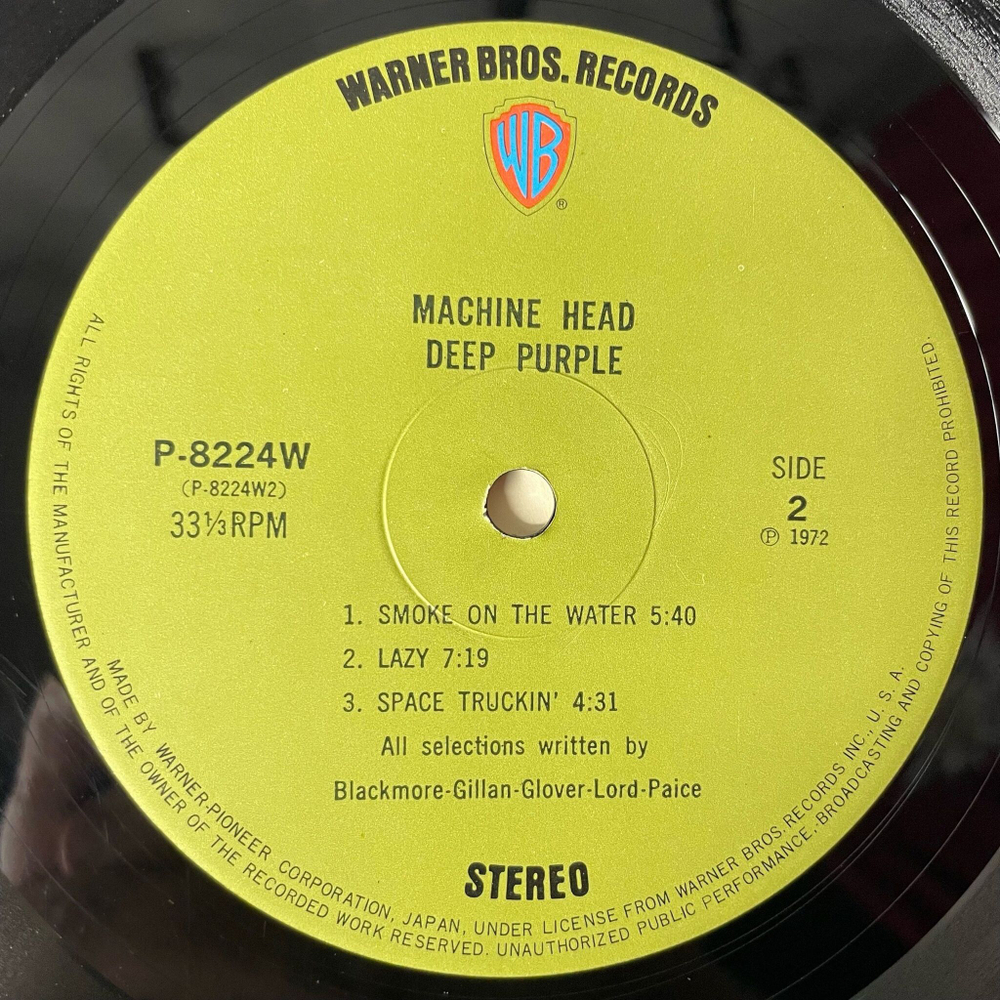 WARNER BROS. RECORDS
WB
®
MACHINE HEAD
DEEP PURPLE
P-8224W
(P-8224W2)
33⅓RPM
SIDE
2
Ⓟ 1972
1. SMOKE ON THE WATER 5:40
2. LAZY 7:19
3. SPACE TRUCKIN' 4:31
All selections written by
Blackmore-Gillan-Glover-Lord-Paice
STEREO
MADE BY WARNER-PIONEER CORPORATION, JAPAN, UNDER LICENSE FROM WARNER BROS. RECORDS INC., U. S. A.
ALL RIGHTS OF THE MANUFACTURER AND OF THE OWNER OF THE RECORDED WORK RESERVED. UNAUTHORIZED PUBLIC PERFORMANCE, BROADCASTING AND COPYING OF THIS RECORD PROHIBITED.